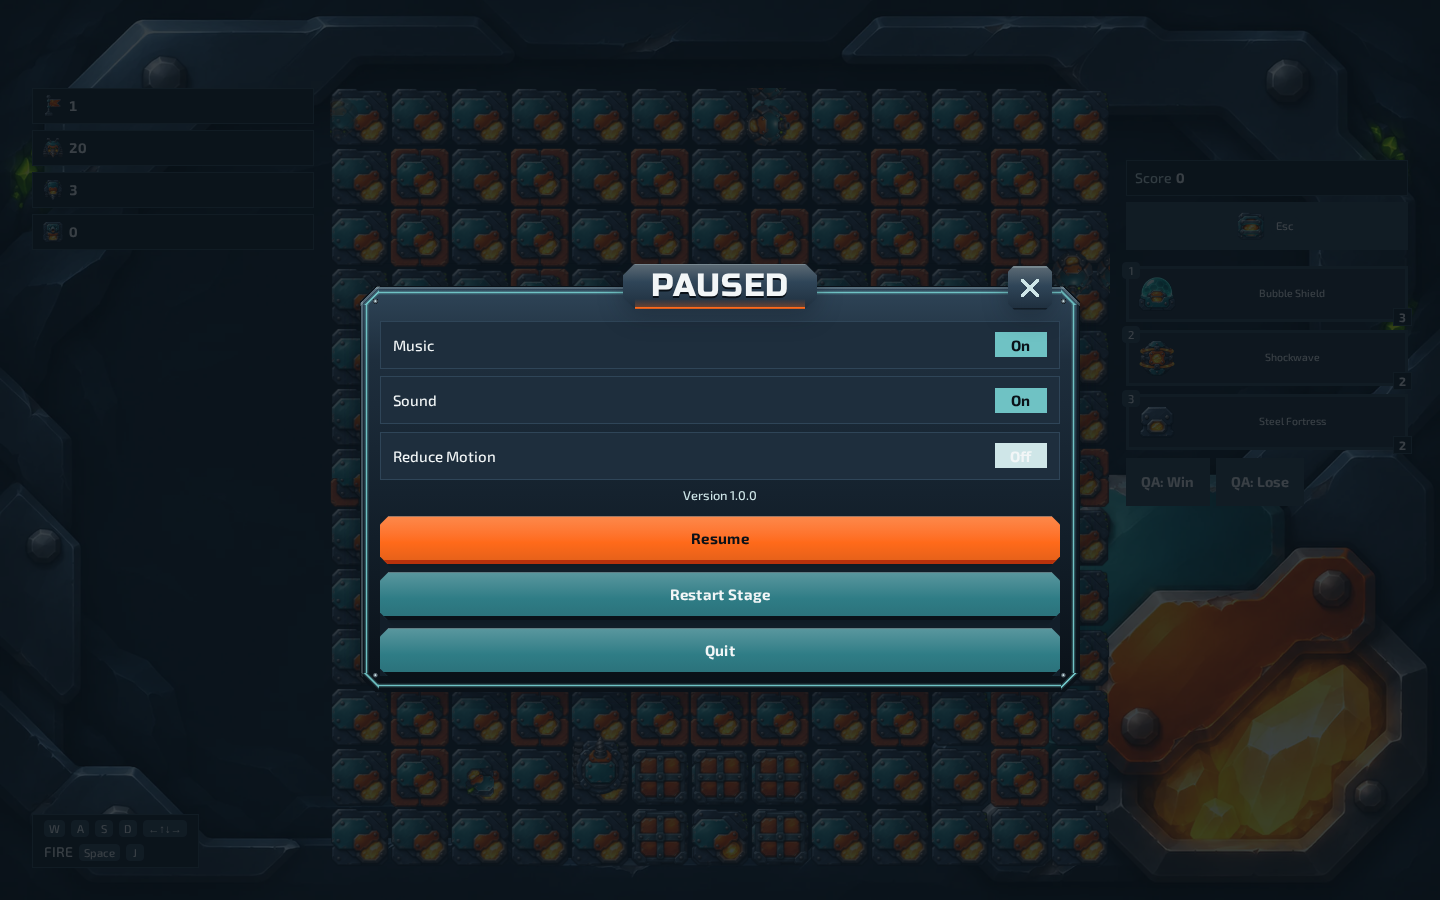 PAUSED
1
20
3
0
Score 0
Esc
1
Bubble Shield
3
2
Shockwave
2
3
Steel Fortress
2
QA: Win
QA: Lose
Music
On
Sound
On
Reduce Motion
Off
Version 1.0.0
Resume
Restart Stage
Quit
W A S D ←↑↓→
FIRE Space J